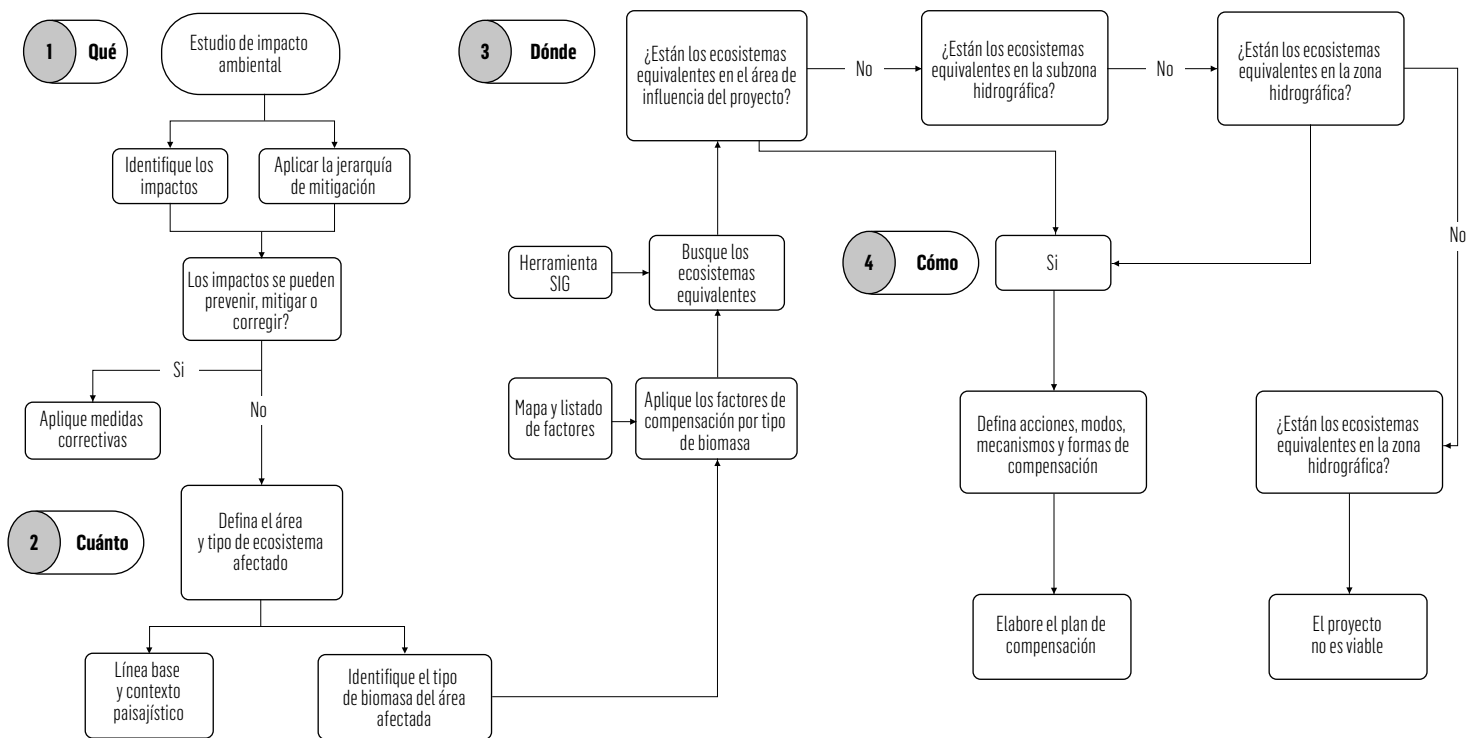 1 Qué
Estudio de impacto
ambiental
Identifique los
impactos
Aplicar la jerarquía
de mitigación
Los impactos se pueden
prevenir, mitigar o
corregir?
Si
No
Aplique medidas
correctivas
2 Cuánto
Defina el área
y tipo de ecosistema
afectado
Línea base
y contexto
paisajístico
Identifique el tipo
de biomasa del área
afectada
3 Dónde
Mapa y listado
de factores
Aplique los factores de
compensación por tipo
de biomasa
Herramienta
SIG
Busque los
ecosistemas
equivalentes
¿Están los ecosistemas
equivalentes en el área de
influencia del proyecto?
No
¿Están los ecosistemas
equivalentes en la subzona
hidrográfica?
No
¿Están los ecosistemas
equivalentes en la zona
hidrográfica?
No
4 Cómo
Si
Defina acciones, modos,
mecanismos y formas de
compensación
Elabore el plan de
compensación
¿Están los ecosistemas
equivalentes en la zona
hidrográfica?
El proyecto
no es viable